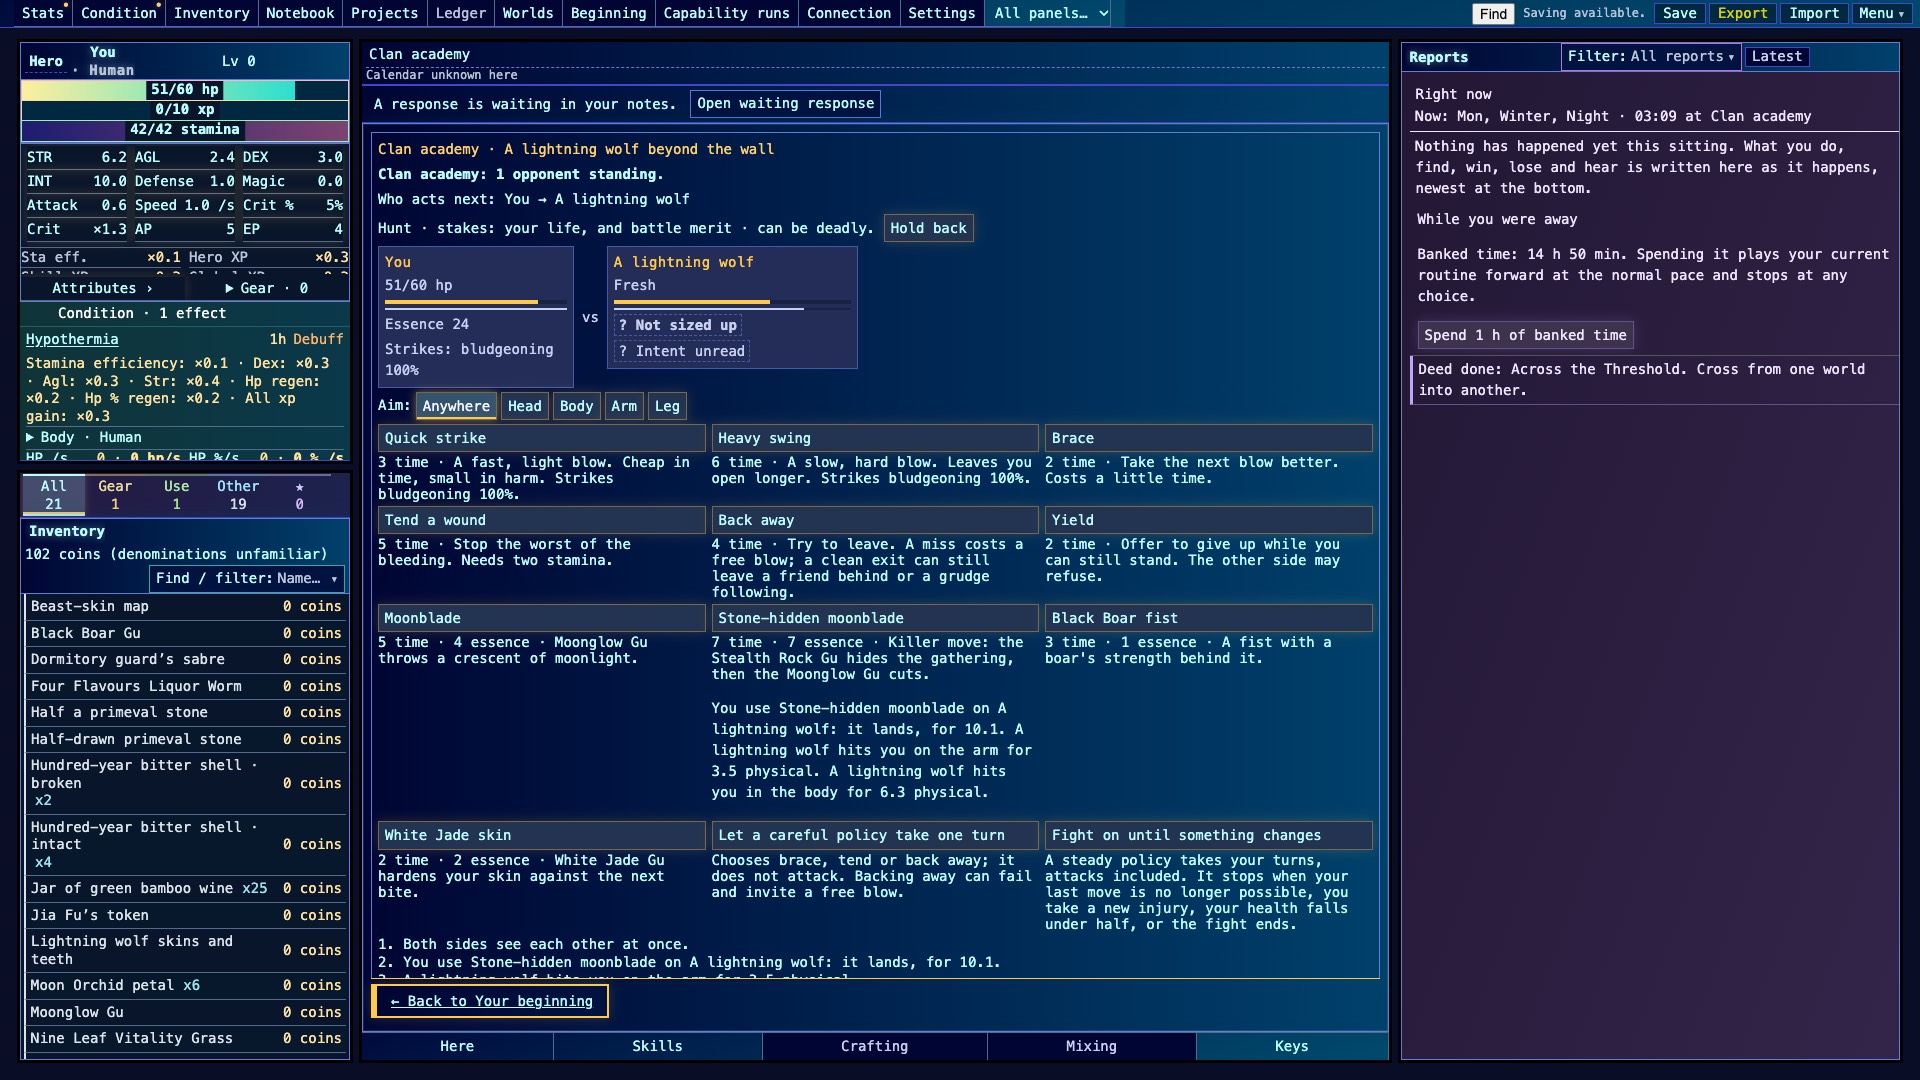 Stats Condition Inventory Notebook Projects Ledger Worlds Beginning Capability runs Connection Settings All panels… Find Saving available. Save Export Import Menu ▾
Hero · You Human Lv 0
51/60 hp
0/10 xp
42/42 stamina
STR 6.2 AGL 2.4 DEX 3.0
INT 10.0 Defense 1.0 Magic 0.0
Attack 0.6 Speed 1.0 /s Crit % 5%
Crit ×1.3 AP 5 EP 4
Sta eff. ×0.1 Hero XP ×0.3
Attributes › ▶ Gear · 0
Condition · 1 effect
Hypothermia 1h Debuff
Stamina efficiency: ×0.1 · Dex: ×0.3
· Agl: ×0.3 · Str: ×0.4 · Hp regen:
×0.2 · Hp % regen: ×0.2 · All xp
gain: ×0.3
▶ Body · Human
HP /s 0 · 0 hp/s HP %/s 0 · 0 % /s
All 21 Gear 1 Use 1 Other 19 ★ 0
Inventory
102 coins (denominations unfamiliar)
Find / filter: Name… ▾
Beast-skin map 0 coins
Black Boar Gu 0 coins
Dormitory guard's sabre 0 coins
Four Flavours Liquor Worm 0 coins
Half a primeval stone 0 coins
Half-drawn primeval stone 0 coins
Hundred-year bitter shell ·
broken 0 coins
x2
Hundred-year bitter shell ·
intact 0 coins
x4
Jar of green bamboo wine x25 0 coins
Jia Fu's token 0 coins
Lightning wolf skins and
teeth 0 coins
Moon Orchid petal x6 0 coins
Moonglow Gu 0 coins
Nine Leaf Vitality Grass 0 coins
Clan academy
Calendar unknown here
A response is waiting in your notes. Open waiting response
Clan academy · A lightning wolf beyond the wall
Clan academy: 1 opponent standing.
Who acts next: You → A lightning wolf
Hunt · stakes: your life, and battle merit · can be deadly. Hold back
You
51/60 hp
Essence 24
Strikes: bludgeoning
100%
vs
A lightning wolf
Fresh
? Not sized up
? Intent unread
Aim: Anywhere Head Body Arm Leg
Quick strike
3 time · A fast, light blow. Cheap in
time, small in harm. Strikes
bludgeoning 100%.
Heavy swing
6 time · A slow, hard blow. Leaves you
open longer. Strikes bludgeoning 100%.
Brace
2 time · Take the next blow better.
Costs a little time.
Tend a wound
5 time · Stop the worst of the
bleeding. Needs two stamina.
Back away
4 time · Try to leave. A miss costs a
free blow; a clean exit can still
leave a friend behind or a grudge
following.
Yield
2 time · Offer to give up while you
can still stand. The other side may
refuse.
Moonblade
5 time · 4 essence · Moonglow Gu
throws a crescent of moonlight.
Stone-hidden moonblade
7 time · 7 essence · Killer move: the
Stealth Rock Gu hides the gathering,
then the Moonglow Gu cuts.
You use Stone-hidden moonblade on A
lightning wolf: it lands, for 10.1. A
lightning wolf hits you on the arm for
3.5 physical. A lightning wolf hits
you in the body for 6.3 physical.
Black Boar fist
3 time · 1 essence · A fist with a
boar's strength behind it.
White Jade skin
2 time · 2 essence · White Jade Gu
hardens your skin against the next
bite.
Let a careful policy take one turn
Chooses brace, tend or back away; it
does not attack. Backing away can fail
and invite a free blow.
Fight on until something changes
A steady policy takes your turns,
attacks included. It stops when your
last move is no longer possible, you
take a new injury, your health falls
under half, or the fight ends.
1. Both sides see each other at once.
2. You use Stone-hidden moonblade on A lightning wolf: it lands, for 10.1.
← Back to Your beginning
Here Skills Crafting Mixing Keys
Reports Filter: All reports ▾ Latest
Right now
Now: Mon, Winter, Night · 03:09 at Clan academy
Nothing has happened yet this sitting. What you do,
find, win, lose and hear is written here as it happens,
newest at the bottom.
While you were away
Banked time: 14 h 50 min. Spending it plays your current
routine forward at the normal pace and stops at any
choice.
Spend 1 h of banked time
Deed done: Across the Threshold. Cross from one world
into another.